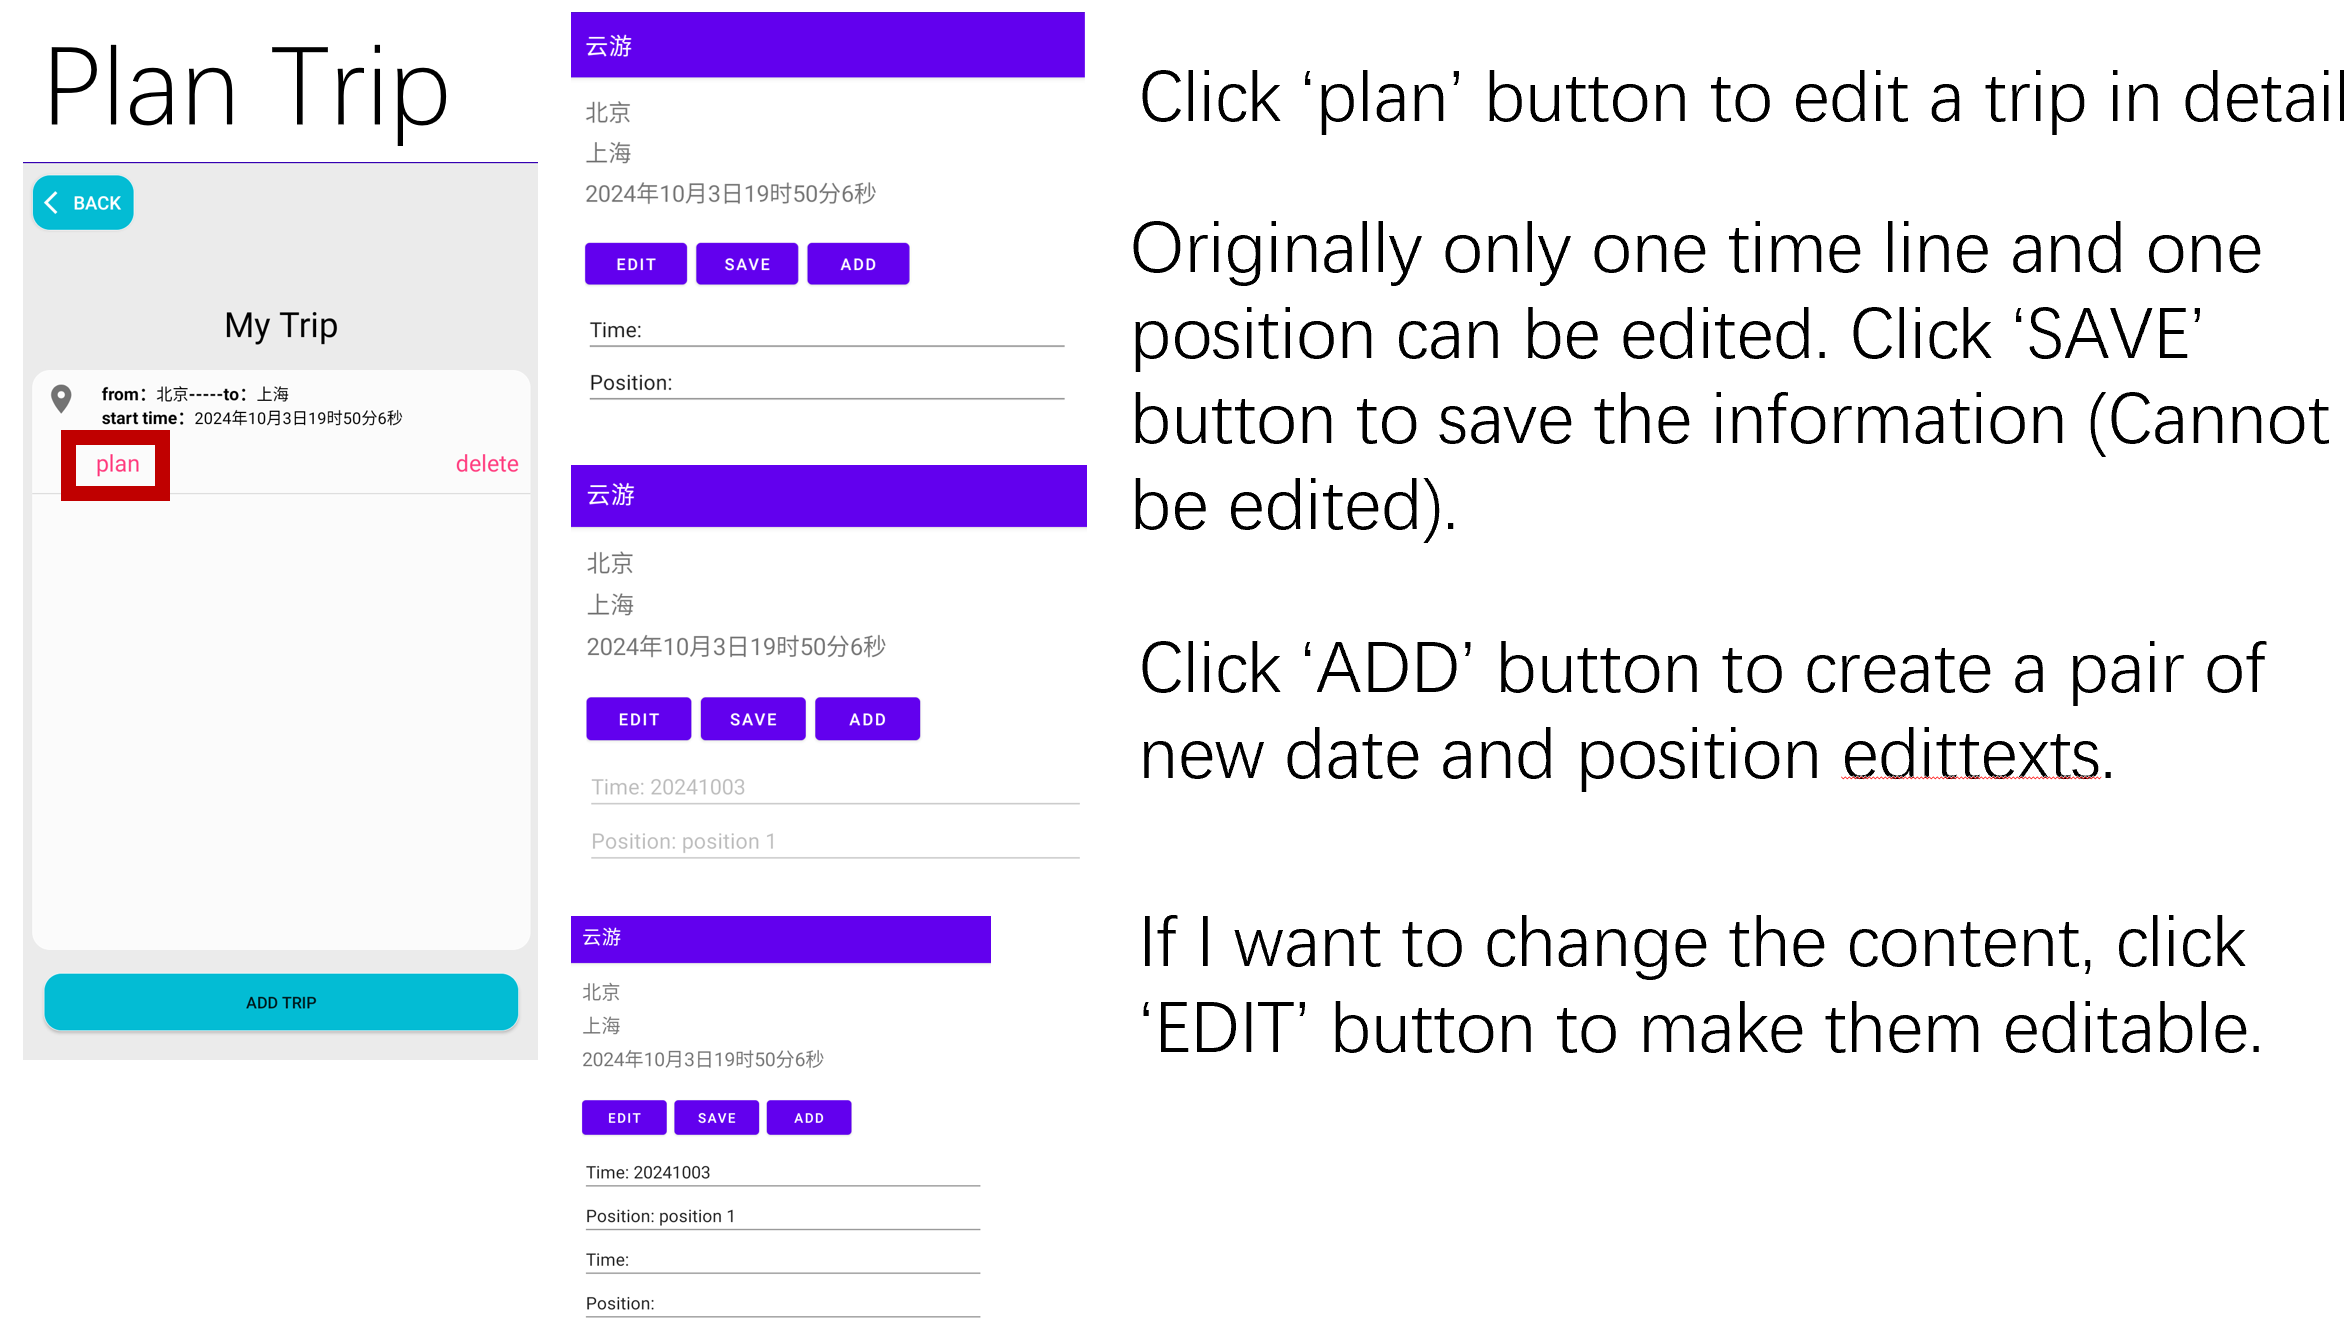 Plan Trip
BACK
My Trip
from：北京-----to：上海
start time：2024年10月3日19时50分6秒
plan
delete
ADD TRIP
云游
北京
上海
2024年10月3日19时50分6秒
EDIT SAVE ADD
Time:
Position:
云游
北京
上海
2024年10月3日19时50分6秒
EDIT SAVE ADD
Time: 20241003
Position: position 1
云游
北京
上海
2024年10月3日19时50分6秒
EDIT SAVE ADD
Time: 20241003
Position: position 1
Time:
Position:
Click ‘plan’ button to edit a trip in detail
Originally only one time line and one
position can be edited. Click ‘SAVE’
button to save the information (Cannot
be edited).
Click ‘ADD’ button to create a pair of
new date and position edittexts.
If I want to change the content, click
‘EDIT’ button to make them editable.